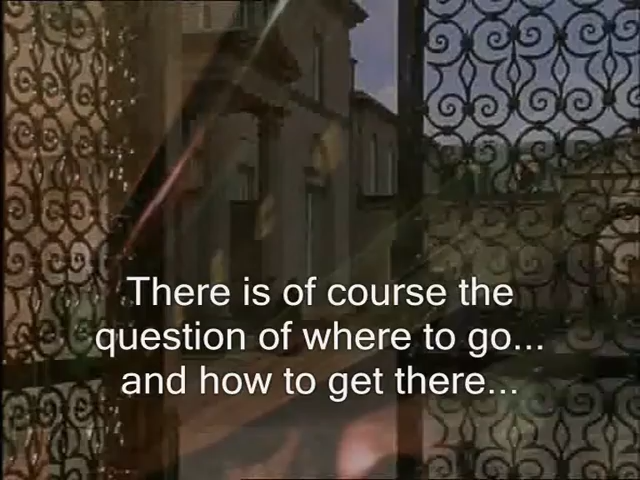 There is of course the
question of where to go...
and how to get there...